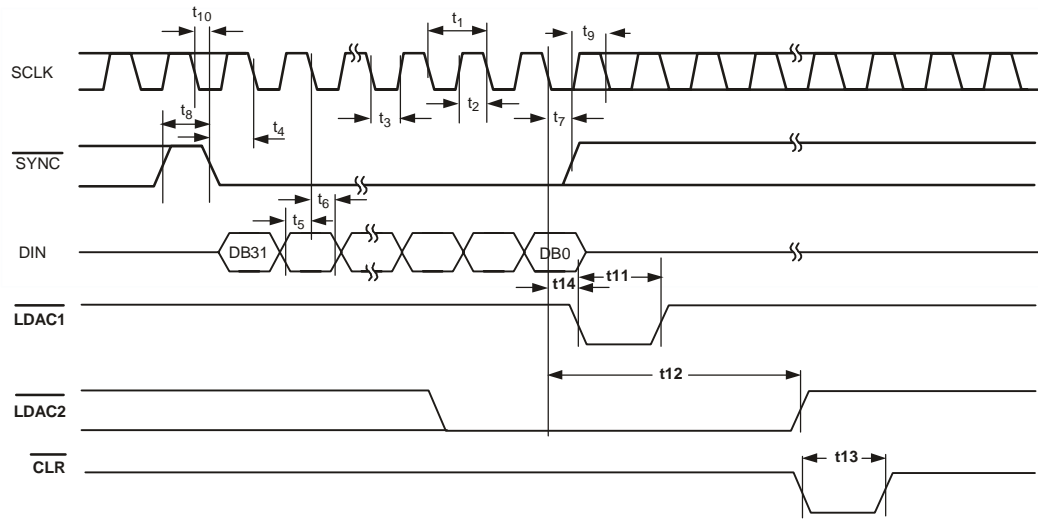 t10
t1
t9
SCLK
t8
t4
t3
t2
t7
SYNC
t6
t5
DIN
DB31
DB0
t14
t11
LDAC1
t12
LDAC2
CLR
t13